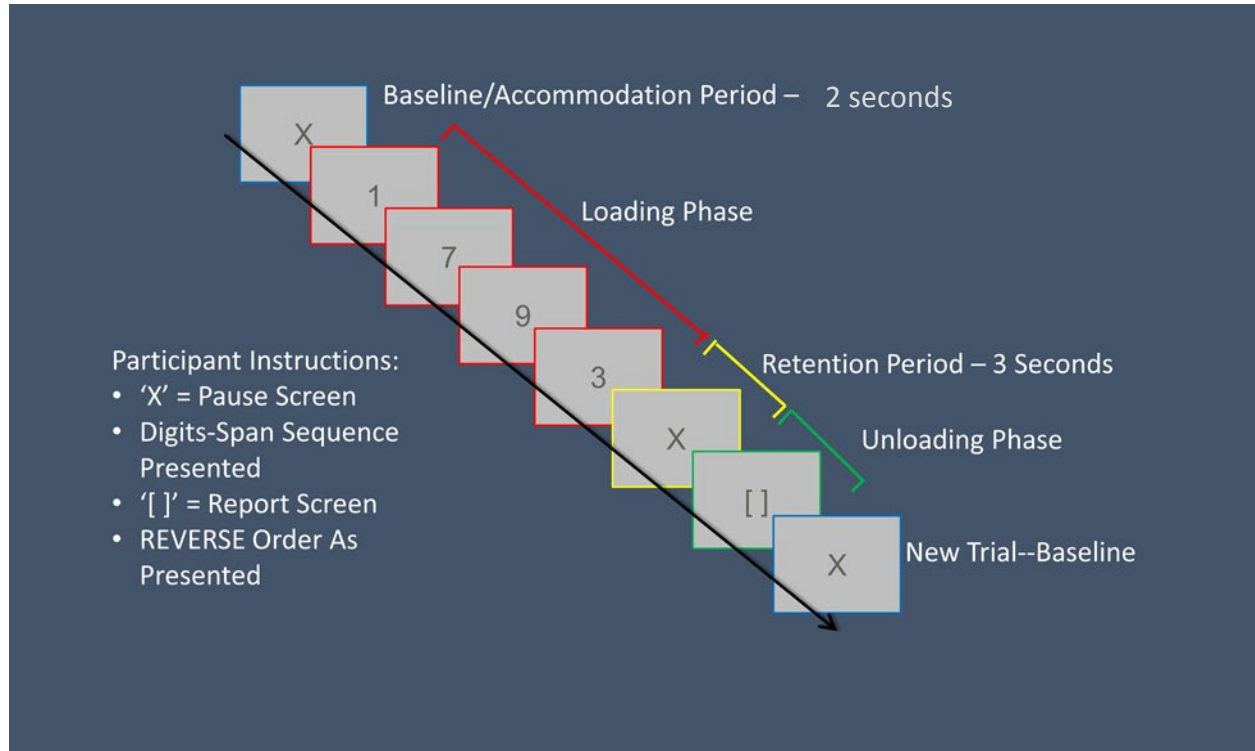 Baseline/Accommodation Period – 2 seconds
X
1
Loading Phase
7
9
3
Retention Period – 3 Seconds
X
Unloading Phase
[ ]
X
New Trial--Baseline
Participant Instructions:
• 'X' = Pause Screen
• Digits-Span Sequence
Presented
• '[ ]' = Report Screen
• REVERSE Order As
Presented